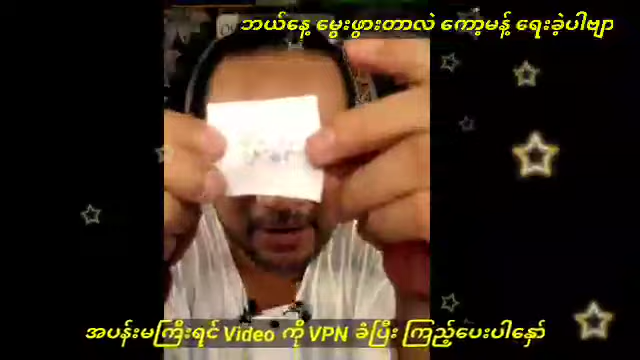 ဘယ်နေ့ မွေးဖွားတာလဲ ကော့မန့် ရေးခဲ့ပါဗျာ
အပန်းမကြီးရင် Video ကို VPN ခံပြီး ကြည့်ပေးပါနော်